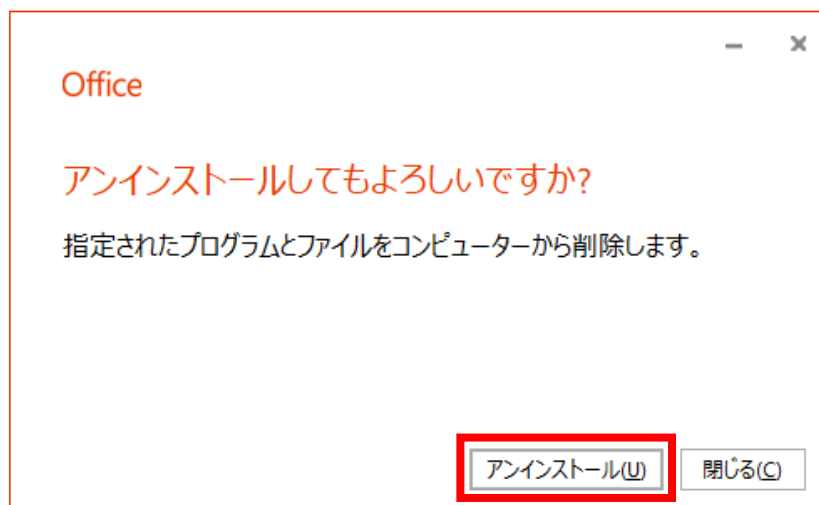 Office
アンインストールしてもよろしいですか?
指定されたプログラムとファイルをコンピューターから削除します。
アンインストール(U) 閉じる(C)